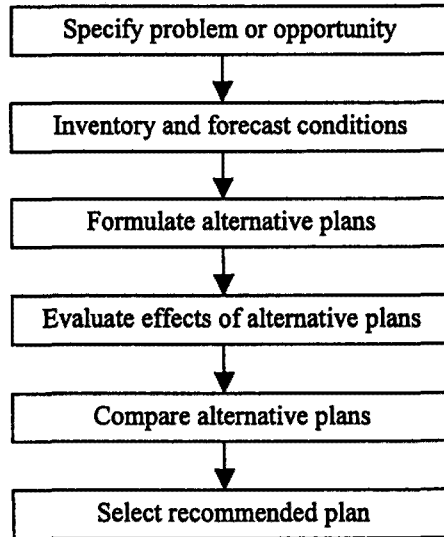 Specify problem or opportunity
Inventory and forecast conditions
Formulate alternative plans
Evaluate effects of alternative plans
Compare alternative plans
Select recommended plan